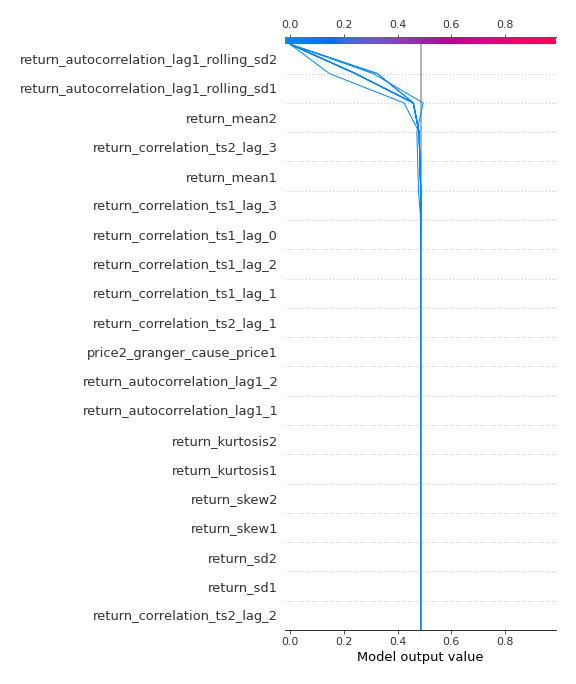 0.0 0.2 0.4 0.6 0.8
return_autocorrelation_lag1_rolling_sd2
return_autocorrelation_lag1_rolling_sd1
return_mean2
return_correlation_ts2_lag_3
return_mean1
return_correlation_ts1_lag_3
return_correlation_ts1_lag_0
return_correlation_ts1_lag_2
return_correlation_ts1_lag_1
return_correlation_ts2_lag_1
price2_granger_cause_price1
return_autocorrelation_lag1_2
return_autocorrelation_lag1_1
return_kurtosis2
return_kurtosis1
return_skew2
return_skew1
return_sd2
return_sd1
return_correlation_ts2_lag_2
0.0 0.2 0.4 0.6 0.8
Model output value